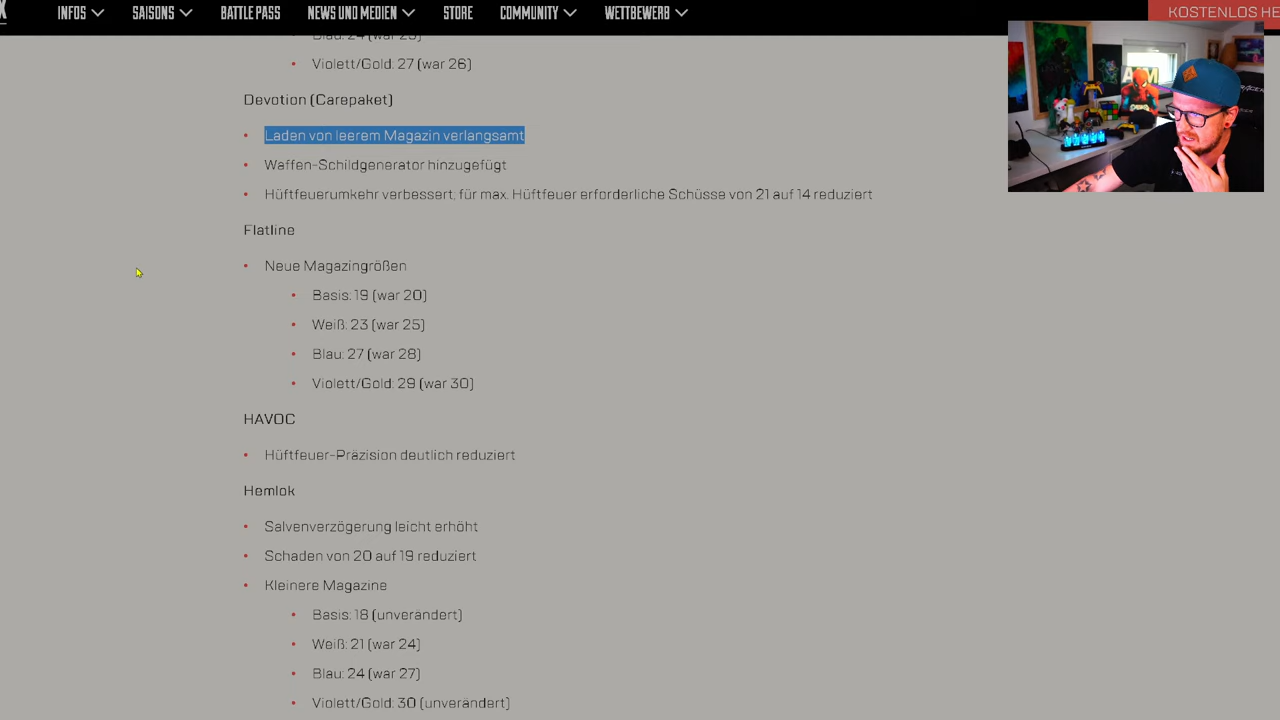 INFOS
SAISONS
BATTLE PASS
NEWS UND MEDIEN
STORE
COMMUNITY
WETTBEWERB
KOSTENLOS HE
Violett/Gold: 27 (war 26)
Devotion (Carepaket)
• Laden von leerem Magazin verlangsamt
• Waffen-Schildgenerator hinzugefügt
• Hüftfeuerumkehr verbessert, für max. Hüftfeuer erforderliche Schüsse von 21 auf 14 reduziert
Flatline
• Neue Magazingrößen
• Basis: 19 (war 20)
• Weiß: 23 (war 25)
• Blau: 27 (war 28)
• Violett/Gold: 29 (war 30)
HAVOC
• Hüftfeuer-Präzision deutlich reduziert
Hemlok
• Salvenverzögerung leicht erhöht
• Schaden von 20 auf 19 reduziert
• Kleinere Magazine
• Basis: 18 (unverändert)
• Weiß: 21 (war 24)
• Blau: 24 (war 27)
• Violett/Gold: 30 (unverändert)